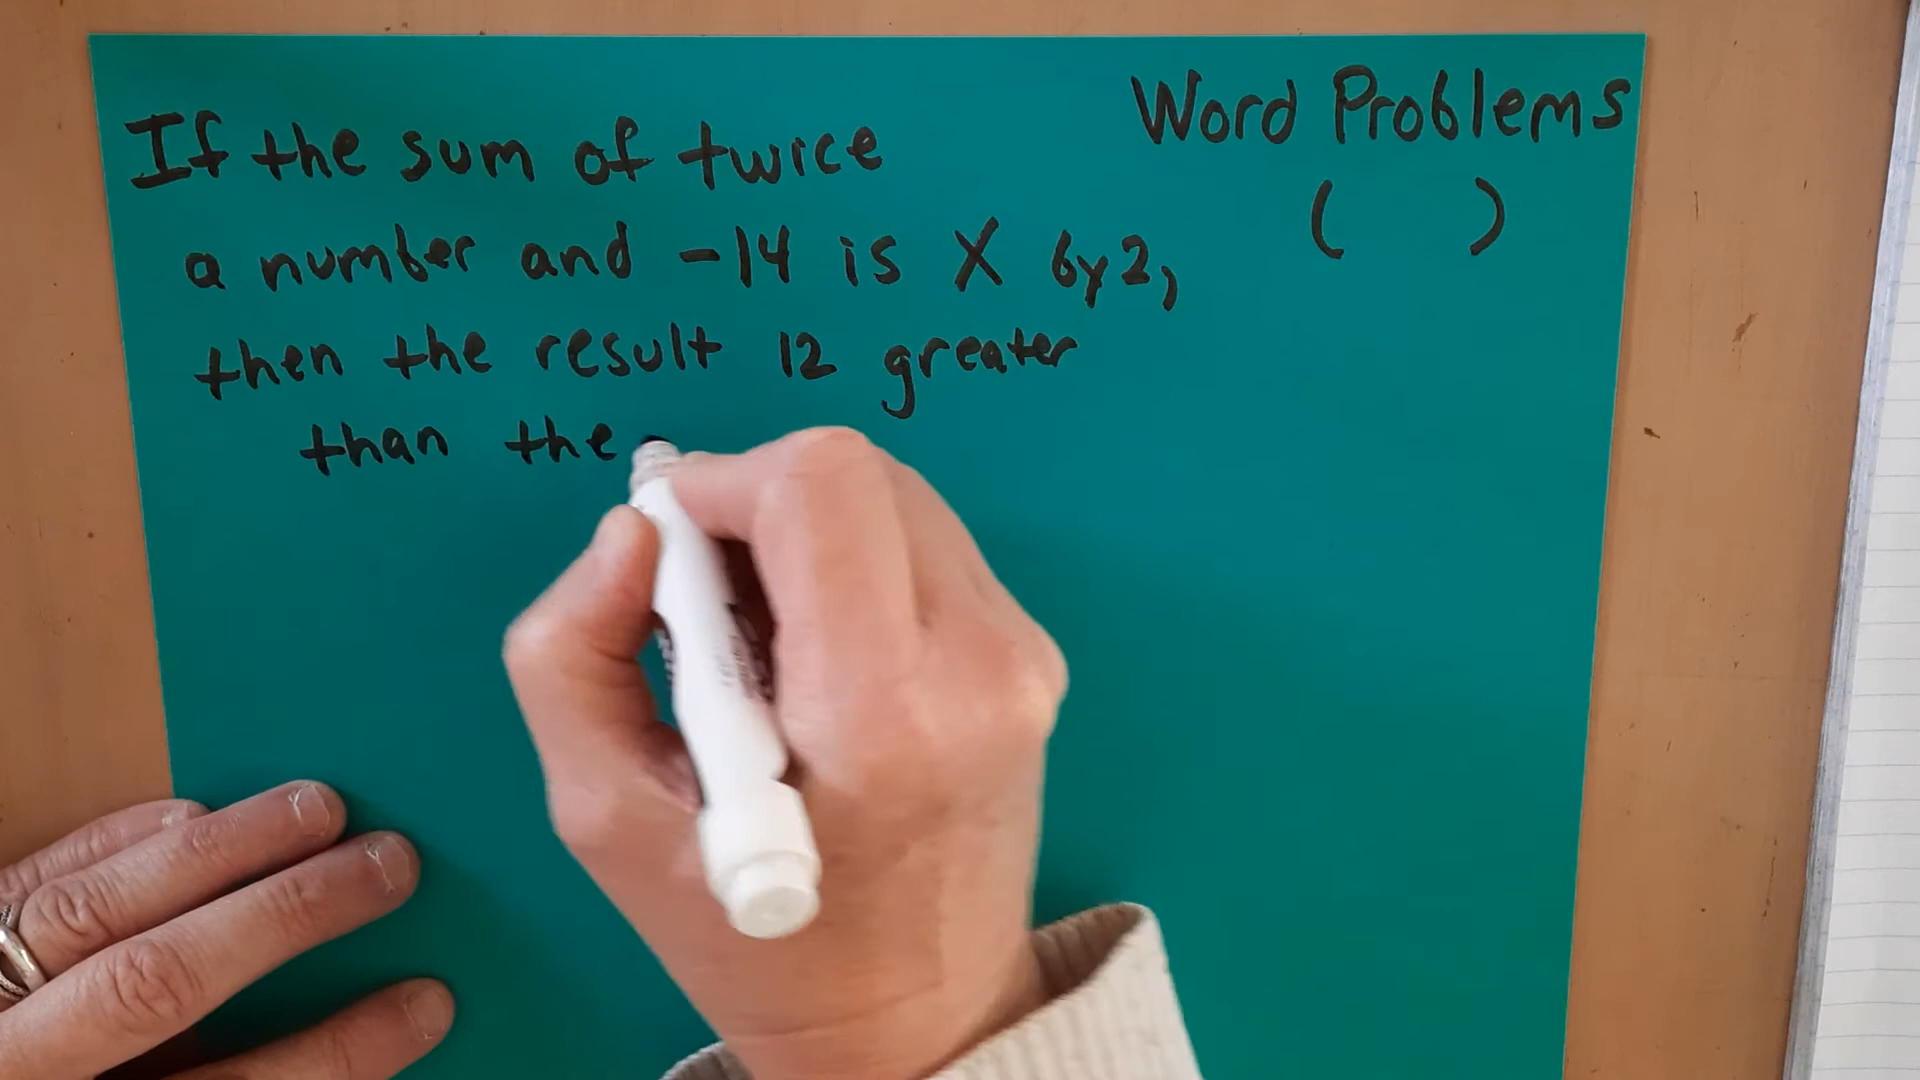 Word Problems
( )
If the sum of twice
a number and -14 is X by 2,
then the result 12 greater
than the